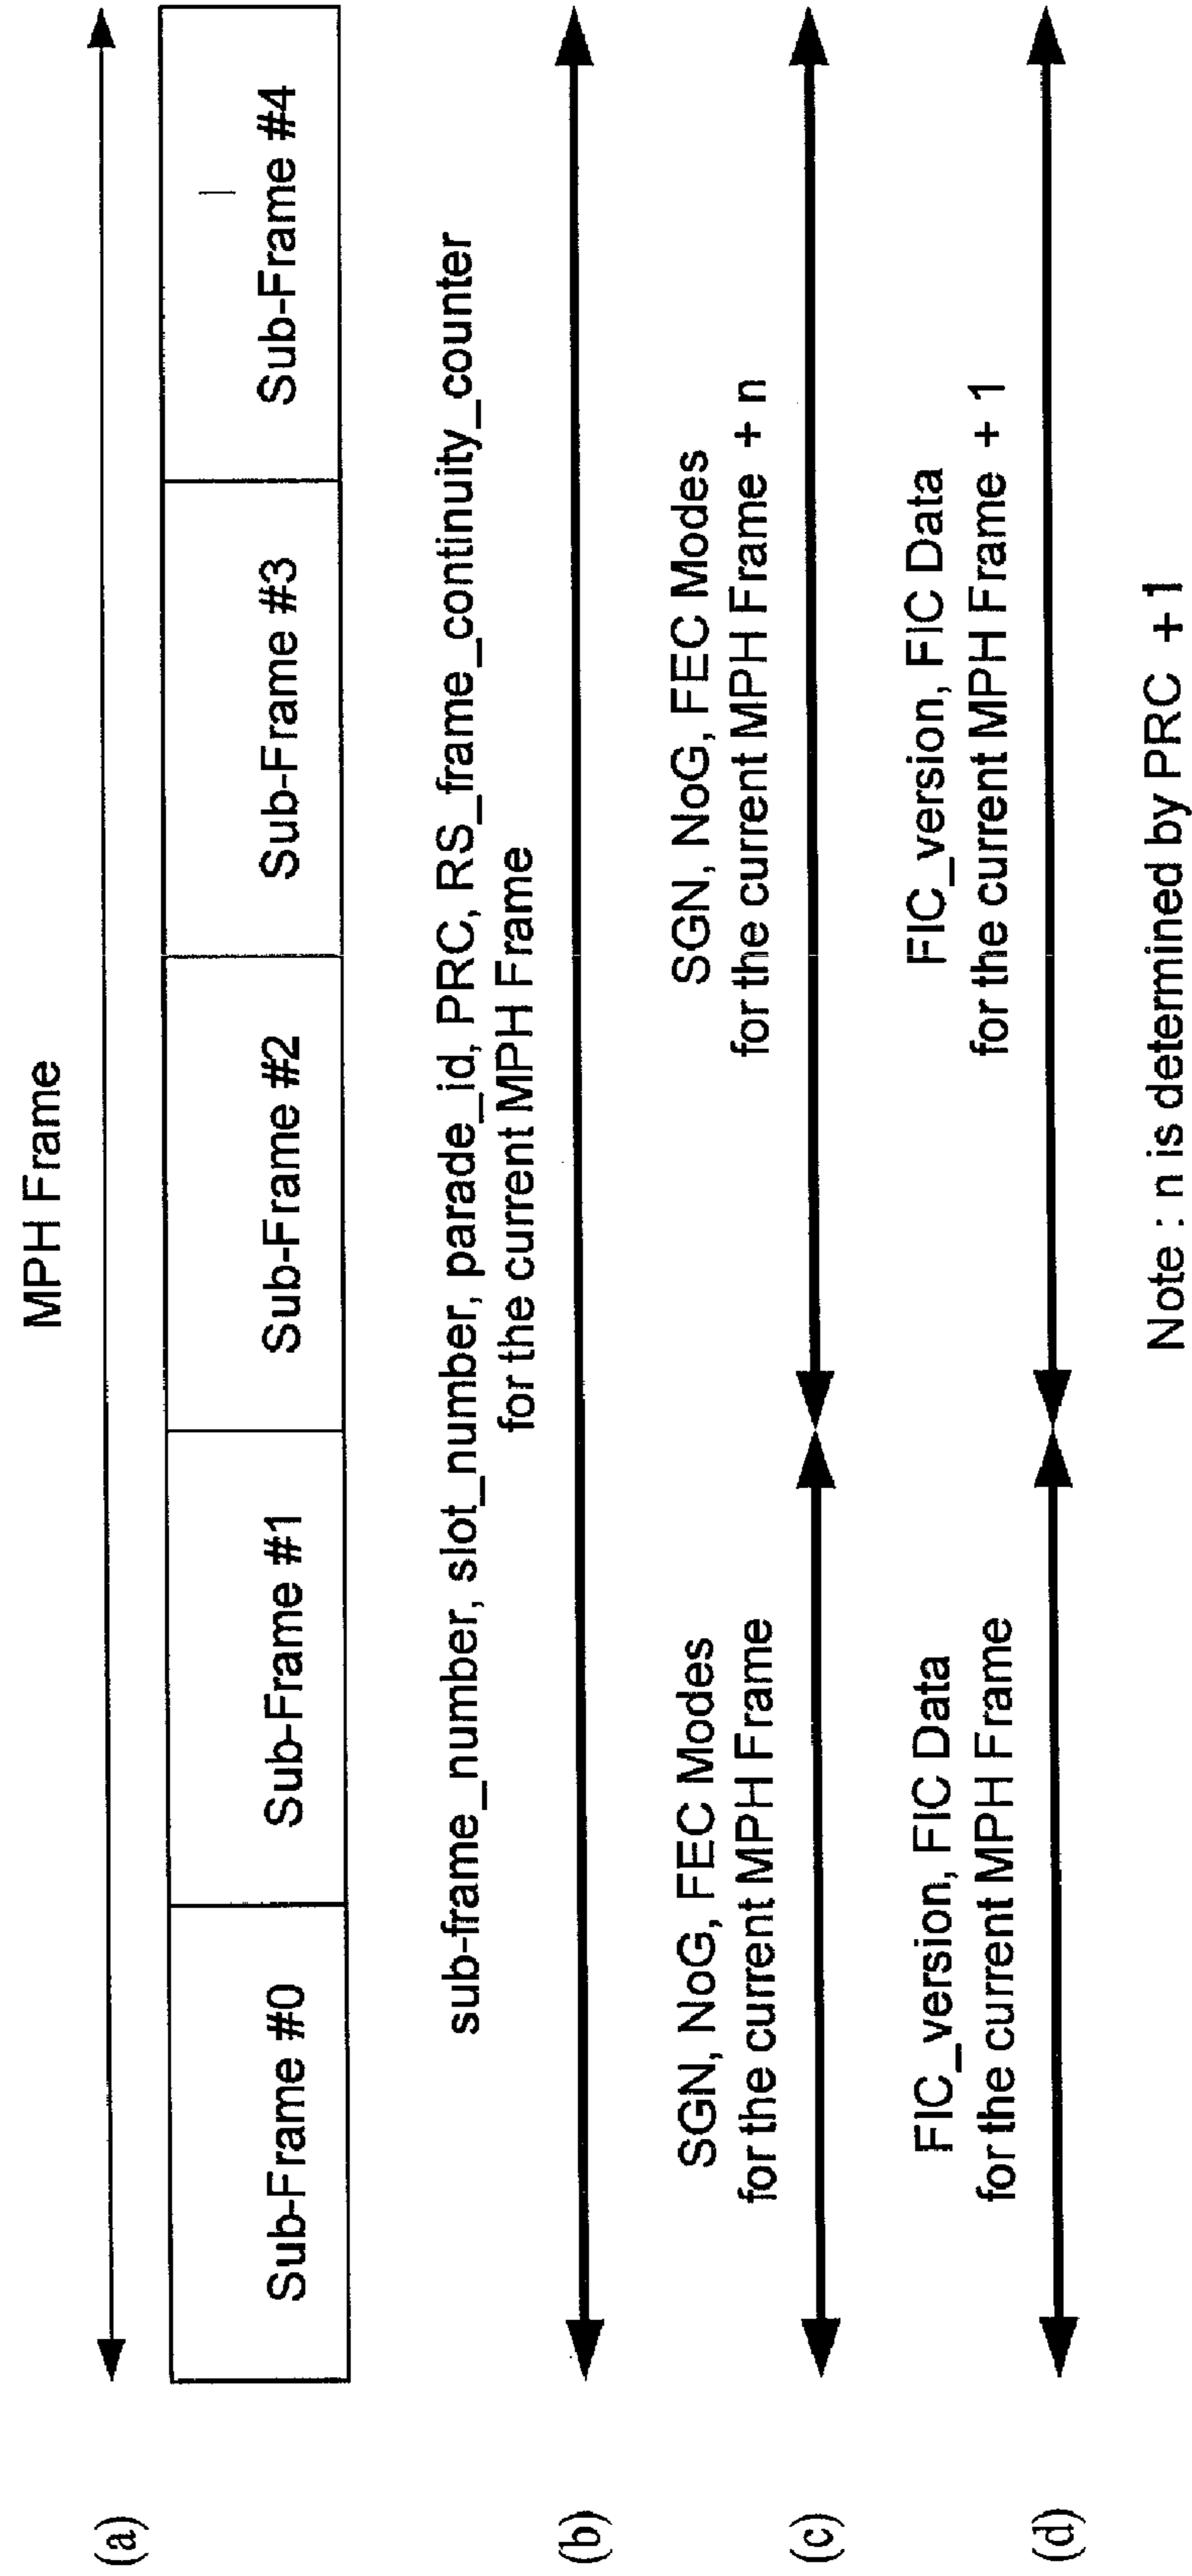 MPH Frame
(a)
Sub-Frame #0
Sub-Frame #1
Sub-Frame #2
Sub-Frame #3
Sub-Frame #4
sub-frame_number, slot_number, parade_id, PRC, RS_frame_continuity_counter
for the current MPH Frame
(b)
SGN, NoG, FEC Modes
for the current MPH Frame
SGN, NoG, FEC Modes
for the current MPH Frame + n
(c)
FIC_version, FIC Data
for the current MPH Frame
FIC_version, FIC Data
for the current MPH Frame + 1
(d)
Note : n is determined by PRC +1